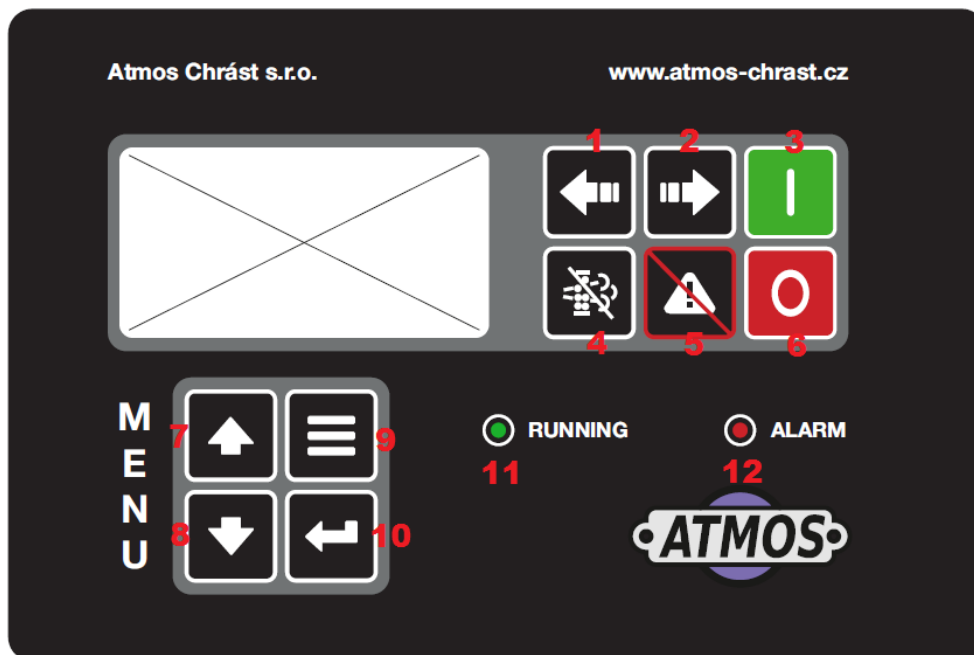 Atmos Chrást s.r.o. www.atmos-chrast.cz
1 2 3
4 5 6
MENU
7 9
8 10
RUNNING ALARM
11 12
ATMOS